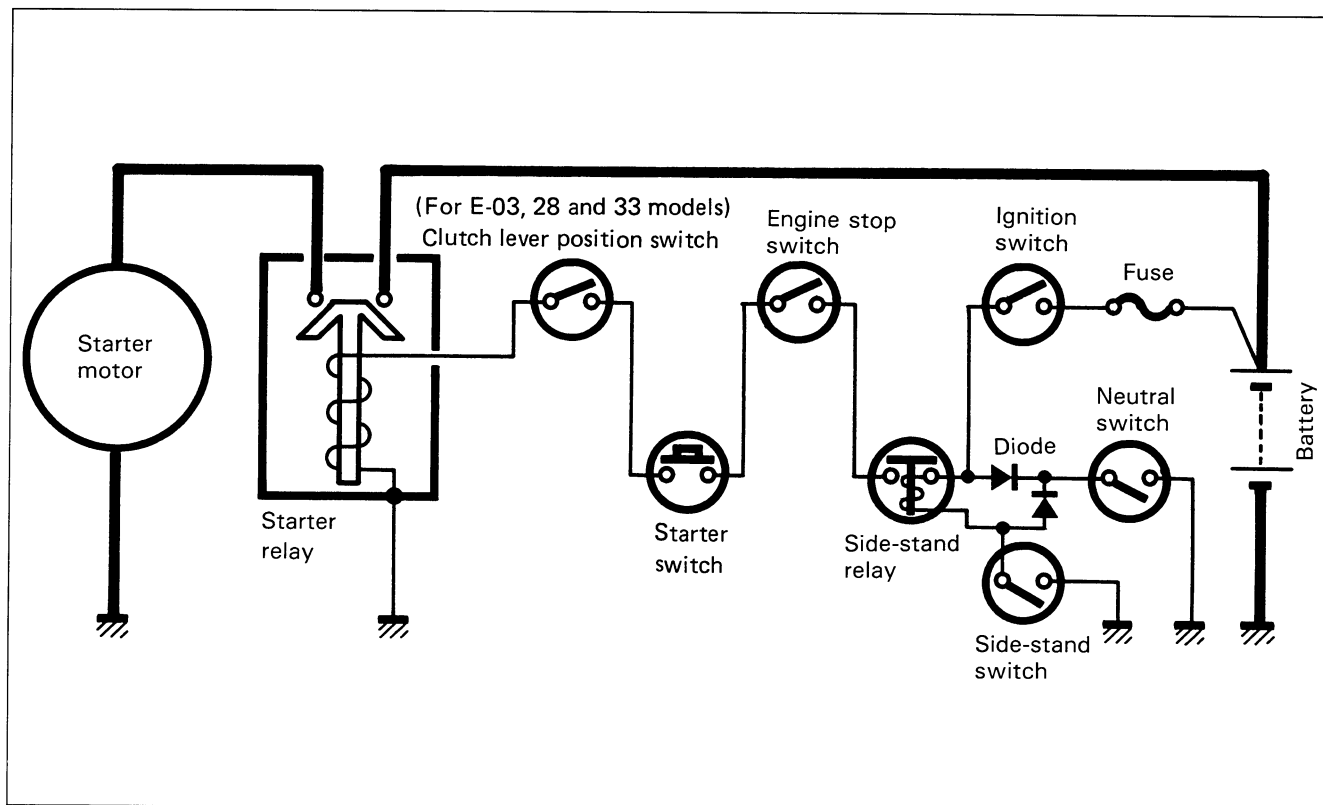 (For E-03, 28 and 33 models)
Clutch lever position switch
Engine stop
switch
Ignition
switch
Fuse
Starter
motor
Neutral
switch
Battery
Diode
Starter
relay
Starter
switch
Side-stand
relay
Side-stand
switch